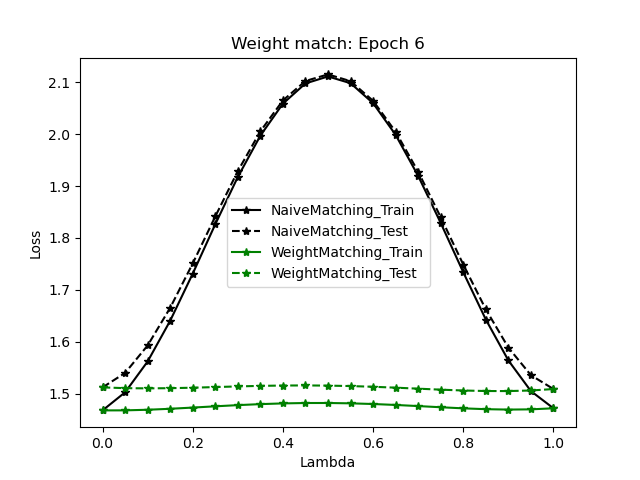 Weight match: Epoch 6
Loss
2.1
2.0
1.9
1.8
1.7
1.6
1.5
NaiveMatching_Train
NaiveMatching_Test
WeightMatching_Train
WeightMatching_Test
0.0 0.2 0.4 0.6 0.8 1.0
Lambda